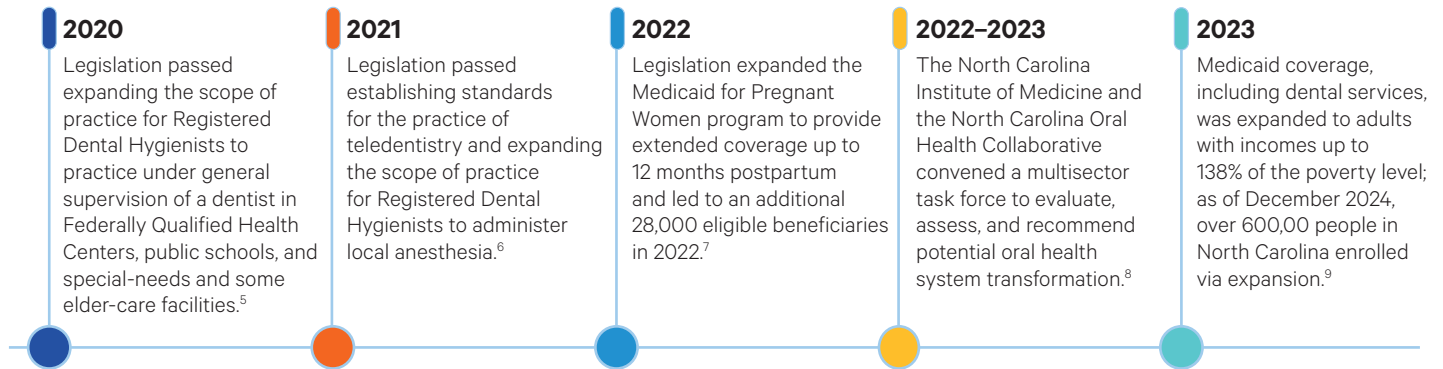 2020
Legislation passed
expanding the scope of
practice for Registered
Dental Hygienists to
practice under general
supervision of a dentist in
Federally Qualified Health
Centers, public schools, and
special-needs and some
elder-care facilities.5
2021
Legislation passed
establishing standards
for the practice of
teledentistry and expanding
the scope of practice
for Registered Dental
Hygienists to administer
local anesthesia.6
2022
Legislation expanded the
Medicaid for Pregnant
Women program to provide
extended coverage up to
12 months postpartum
and led to an additional
28,000 eligible beneficiaries
in 2022.7
2022–2023
The North Carolina
Institute of Medicine and
the North Carolina Oral
Health Collaborative
convened a multisector
task force to evaluate,
assess, and recommend
potential oral health
system transformation.8
2023
Medicaid coverage,
including dental services,
was expanded to adults
with incomes up to
138% of the poverty level;
as of December 2024,
over 600,00 people in
North Carolina enrolled
via expansion.9